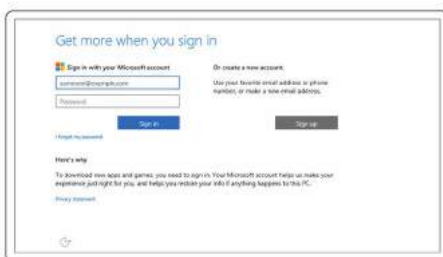 Get more when you sign in
Sign in with your Microsoft account
Or create a new account
someone@example.com
Use your favorite email address or phone
number, or make a new email address.
Password
Sign in
Sign up
I forgot my password
Here's why
To download new apps and games, you need to sign in. Your Microsoft account helps us make your
experience just right for you, and helps you restore your info if anything happens to this PC.
Privacy statement